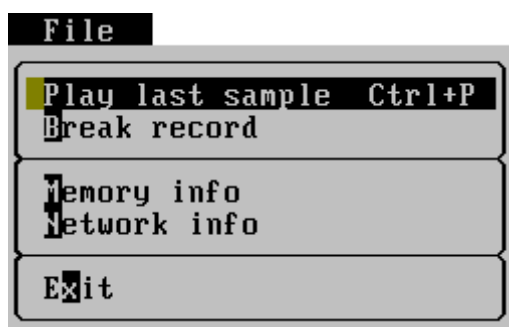 File
Play last sample Ctrl+P
Break record
Memory info
Network info
Exit